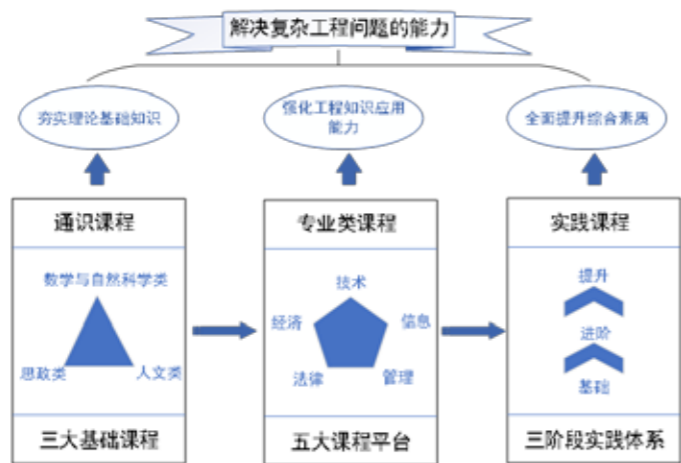 解决复杂工程问题的能力
夯实理论基础知识
强化工程知识应用
能力
全面提升综合素质
通识课程
专业类课程
实践课程
数学与自然科学类
思政类
人文类
技术
经济
信息
法律
管理
提升
进阶
基础
三大基础课程
五大课程平台
三阶段实践体系